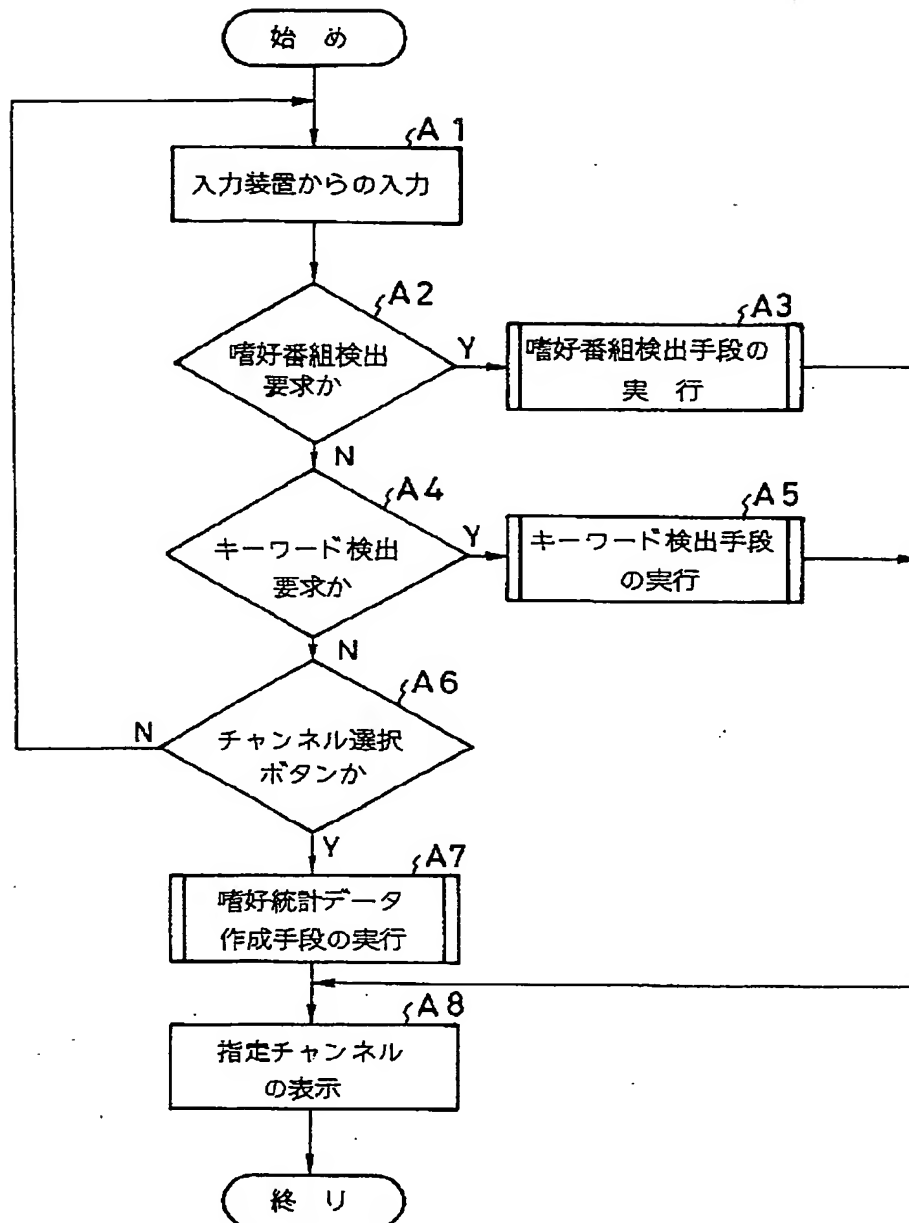 始め
A1
入力装置からの入力
A2
嗜好番組検出
要求か
Y
A3
嗜好番組検出手段の
実行
N
A4
キーワード検出
要求か
Y
A5
キーワード検出手段
の実行
N
A6
チャンネル選択
ボタンか
N
Y
A7
嗜好統計データ
作成手段の実行
A8
指定チャンネル
の表示
終り